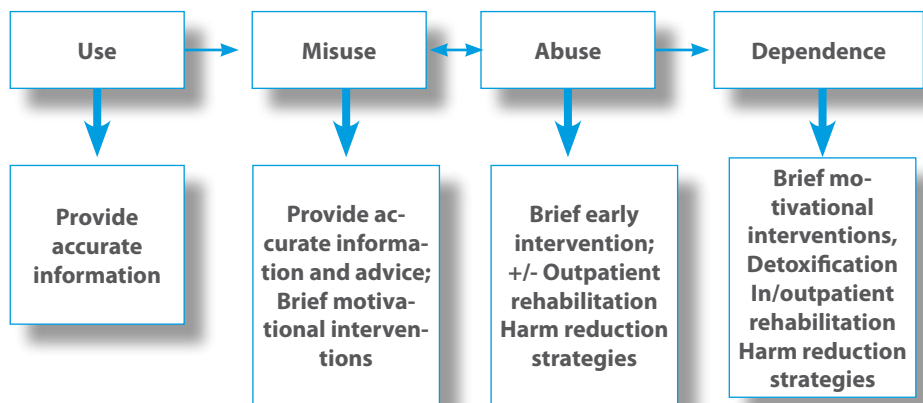 Use
Misuse
Abuse
Dependence
Provide
accurate
information
Provide ac-
curate informa-
tion and advice;
Brief motiva-
tional interven-
tions
Brief early
intervention;
+/- Outpatient
rehabilitation
Harm reduction
strategies
Brief mo-
tivational
interventions,
Detoxification
In/outpatient
rehabilitation
Harm reduction
strategies